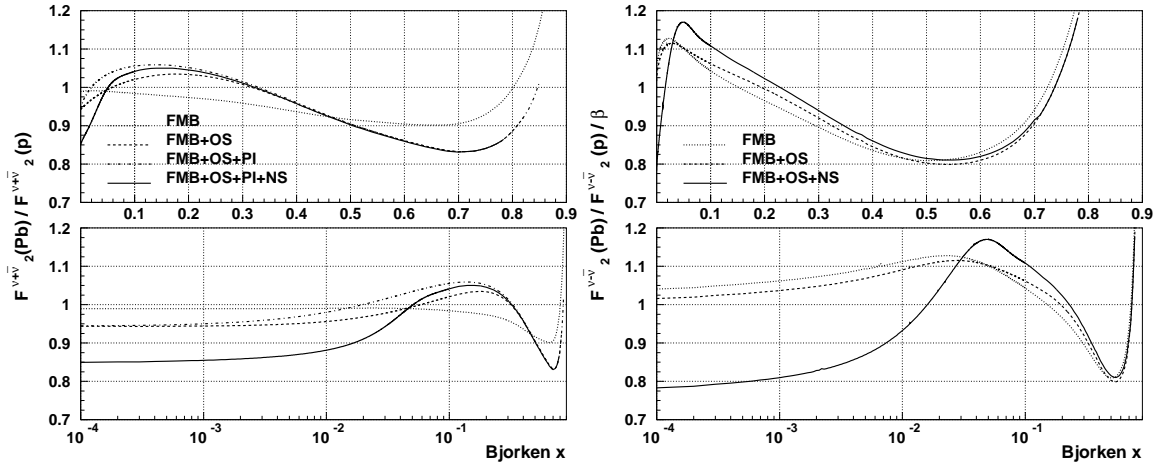 1.2
1.1
1
0.9
0.8
0.7
FMB
FMB+OS
FMB+OS+PI
FMB+OS+PI+NS
0.1 0.2 0.3 0.4 0.5 0.6 0.7 0.8 0.9
1.2
1.1
1
0.9
0.8
0.7
10⁻⁴ 10⁻³ 10⁻² 10⁻¹
Bjorken x
F ν+ν̄ 2 (Pb) / F ν+ν̄ 2 (p)
1.2
1.1
1
0.9
0.8
0.7
FMB
FMB+OS
FMB+OS+NS
0.1 0.2 0.3 0.4 0.5 0.6 0.7 0.8 0.9
1.2
1.1
1
0.9
0.8
0.7
10⁻⁴ 10⁻³ 10⁻² 10⁻¹
Bjorken x
F ν-ν̄ 2 (Pb) / F ν-ν̄ 2 (p) / β